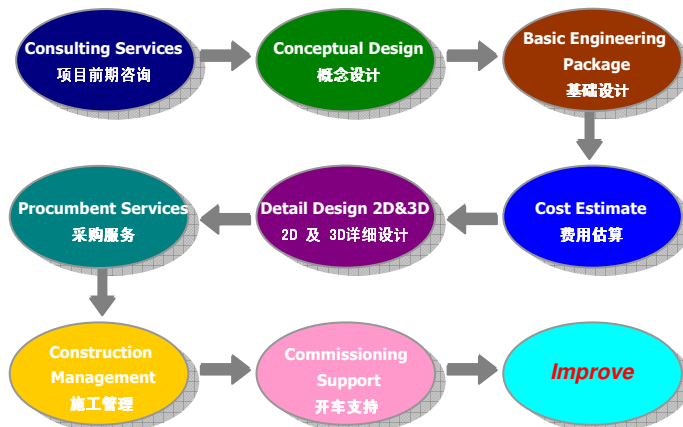 Consulting Services
项目前期咨询
Conceptual Design
概念设计
Basic Engineering
Package
基础设计
Procumbent Services
采购服务
Detail Design 2D&3D
2D 及 3D详细设计
Cost Estimate
费用估算
Construction
Management
施工管理
Commissioning
Support
开车支持
Improve